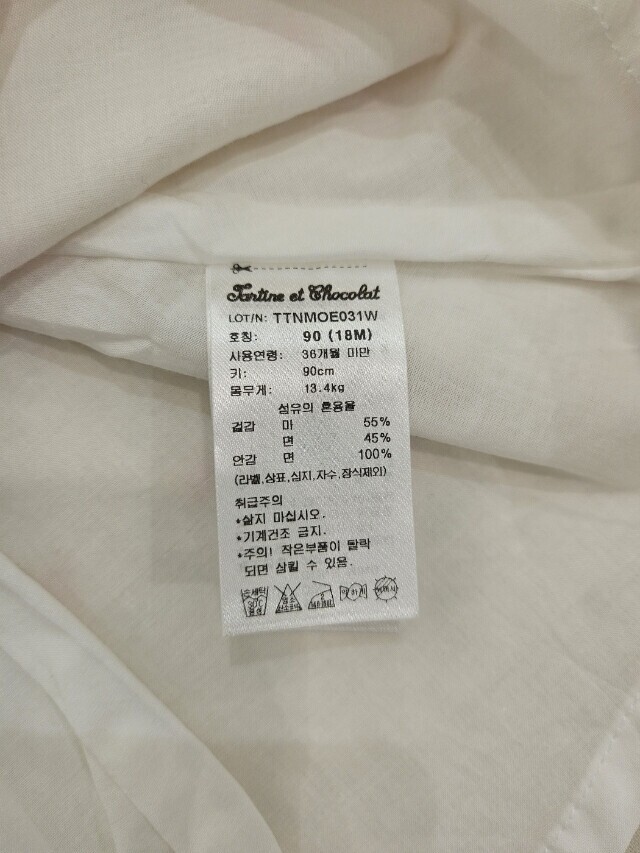 Tartine et Chocolat
LOT/N: TTNMOE031W
호칭: 90 (18M)
사용연령: 36개월 미만
키: 90cm
몸무게: 13.4kg
섬유의 혼용율
겉감 마 55%
면 45%
안감 면 100%
(라벨,상표,심지,자수,장식제외)
취급주의
*삶지 마십시오.
*기계건조 금지.
*주의! 작은부품이 탈락
되면 삼킬 수 있음.